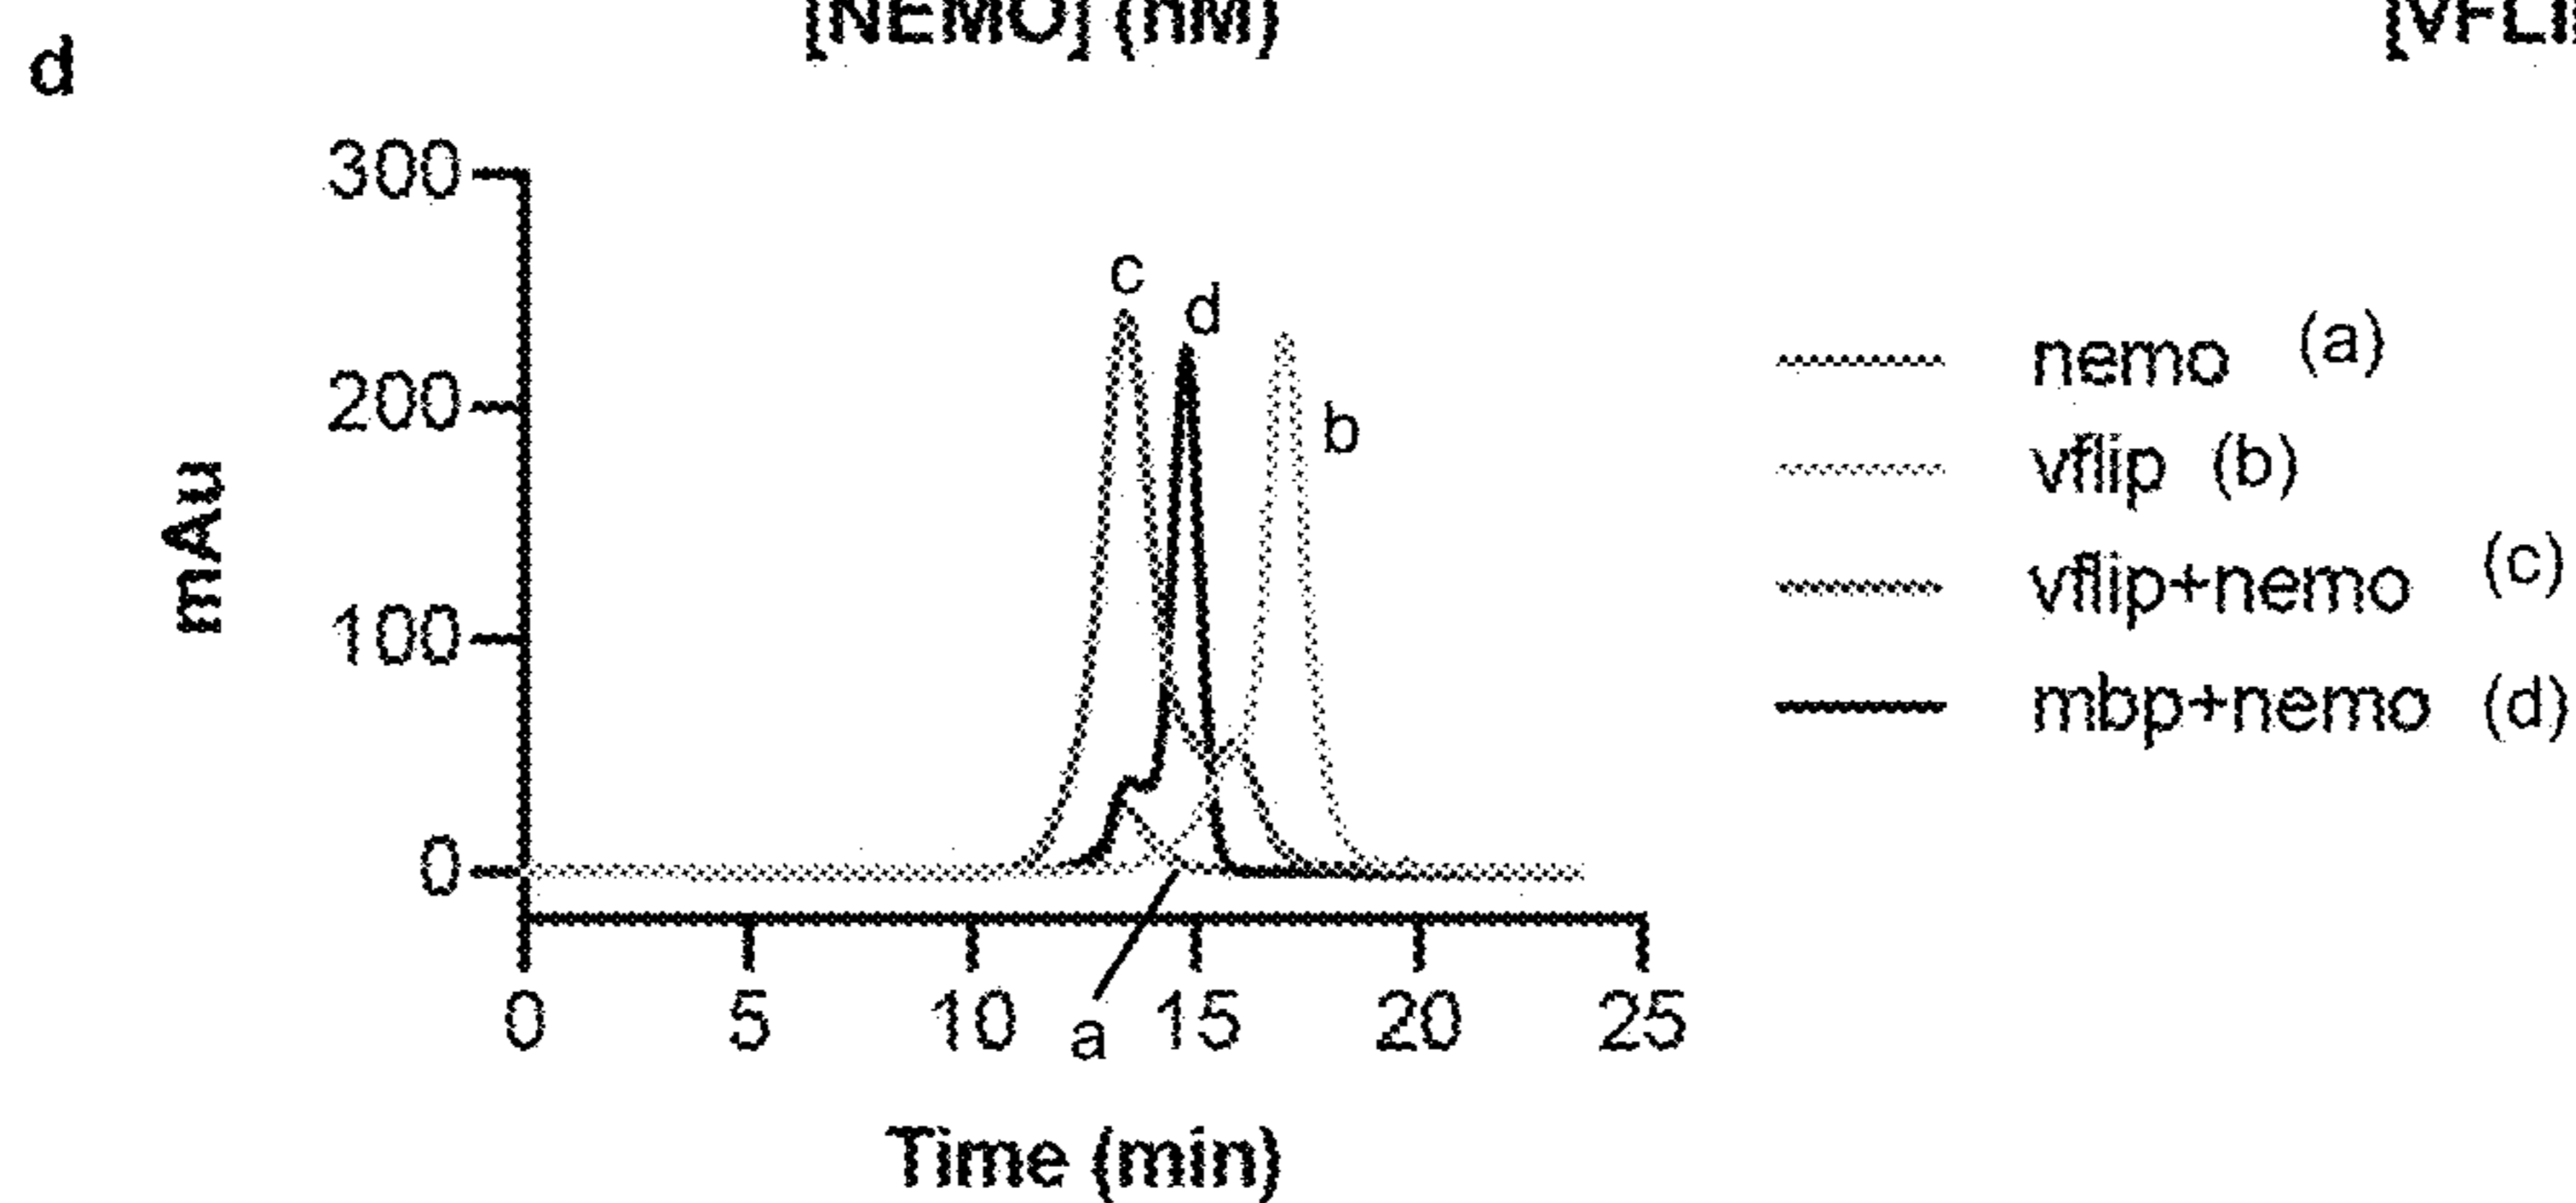 [NEMO] (nM)
d
300
200
100
0
mAu
c
d
b
a
0 5 10 15 20 25
Time (min)
nemo (a)
vflip (b)
vflip+nemo (c)
mbp+nemo (d)